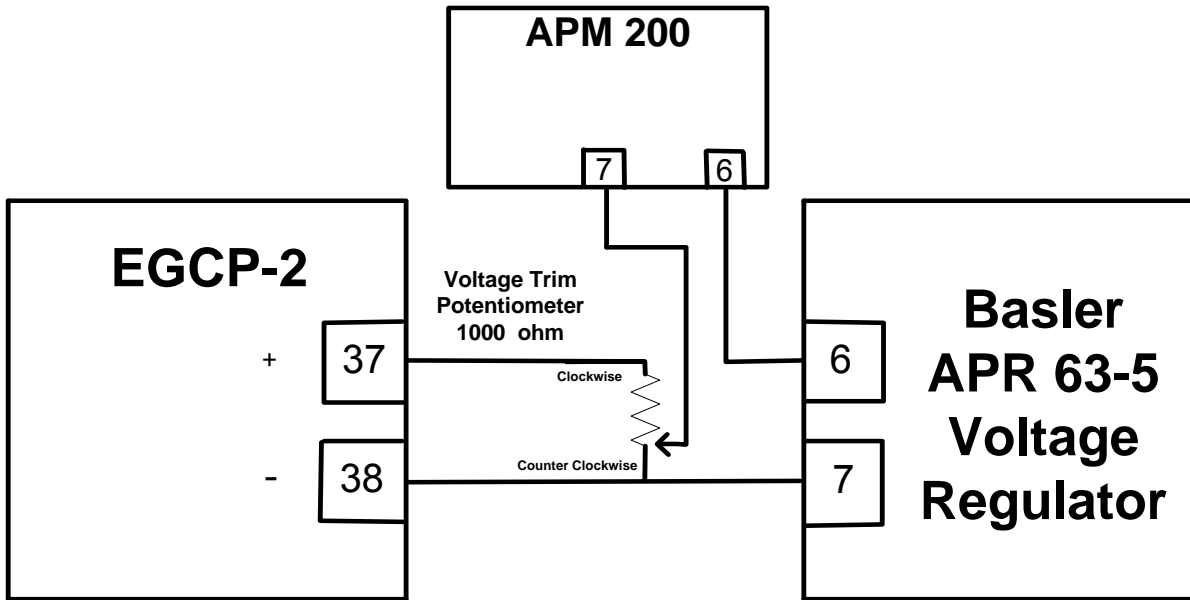 APM 200
7
6
EGCP-2
Voltage Trim
Potentiometer
1000 ohm
+
37
Clockwise
-
38
Counter Clockwise
6
7
Basler
APR 63-5
Voltage
Regulator